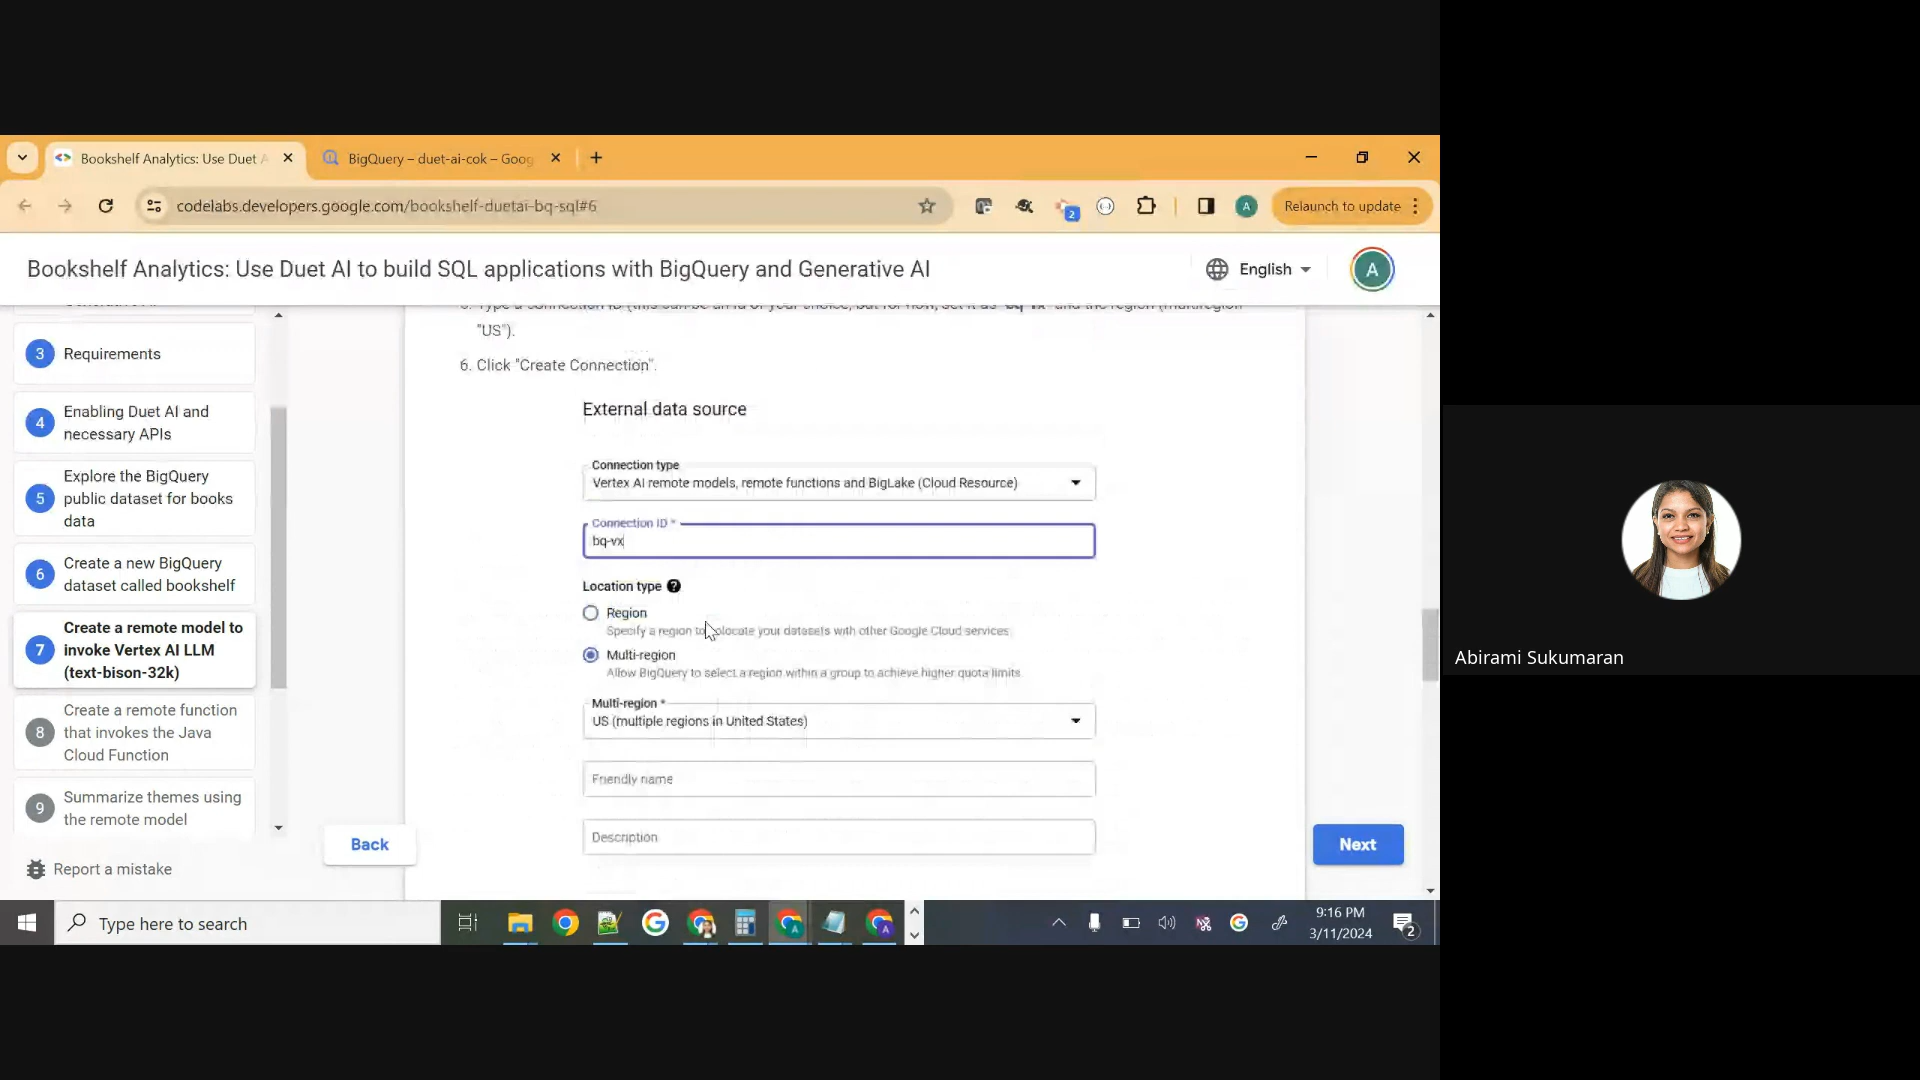 Bookshelf Analytics: Use Duet A
BigQuery – duet-ai-cok – Goog
codelabs.developers.google.com/bookshelf-duetai-bq-sql#6
2
A
Relaunch to update
Bookshelf Analytics: Use Duet AI to build SQL applications with BigQuery and Generative AI
English
A
3
Requirements
4
Enabling Duet AI and
necessary APIs
5
Explore the BigQuery
public dataset for books
data
6
Create a new BigQuery
dataset called bookshelf
7
Create a remote model to
invoke Vertex AI LLM
(text-bison-32k)
8
Create a remote function
that invokes the Java
Cloud Function
9
Summarize themes using
the remote model
Report a mistake
"US").
6. Click "Create Connection".
External data source
Connection type
Vertex AI remote models, remote functions and BigLake (Cloud Resource)
Connection ID *
bq-vx
Location type
Region
Specify a region to colocate your datasets with other Google Cloud services
Multi-region
Allow BigQuery to select a region within a group to achieve higher quota limits
Multi-region *
US (multiple regions in United States)
Friendly name
Description
Back
Next
Type here to search
9:16 PM
3/11/2024
2
Abirami Sukumaran